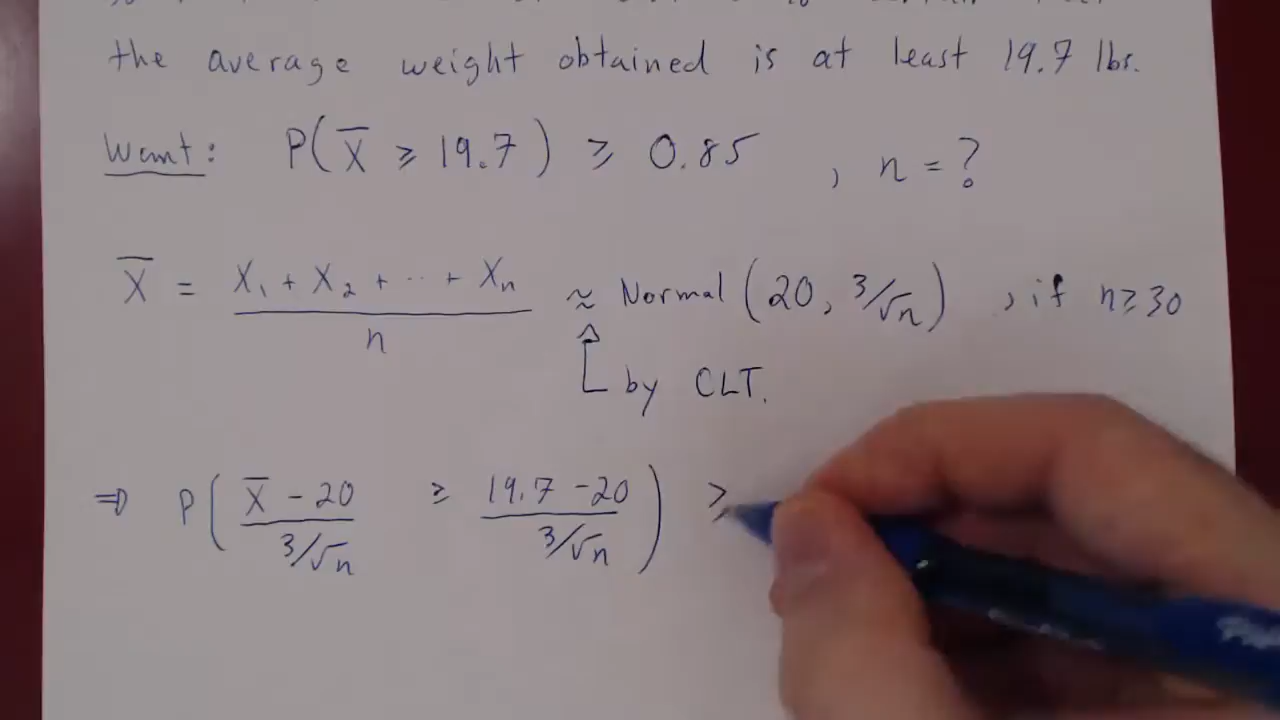 the average weight obtained is at least 19.7 lbs.
Want: P(X̅ ≥ 19.7) ≥ 0.85 , n = ?
X̅ = (X₁ + X₂ + ⋯ + Xₙ)/n ≈ Normal (20, 3/√n) , if n ≥ 30
by CLT.
⇒ P( (X̅ - 20)/(3/√n) ≥ (19.7 - 20)/(3/√n) ) ≥